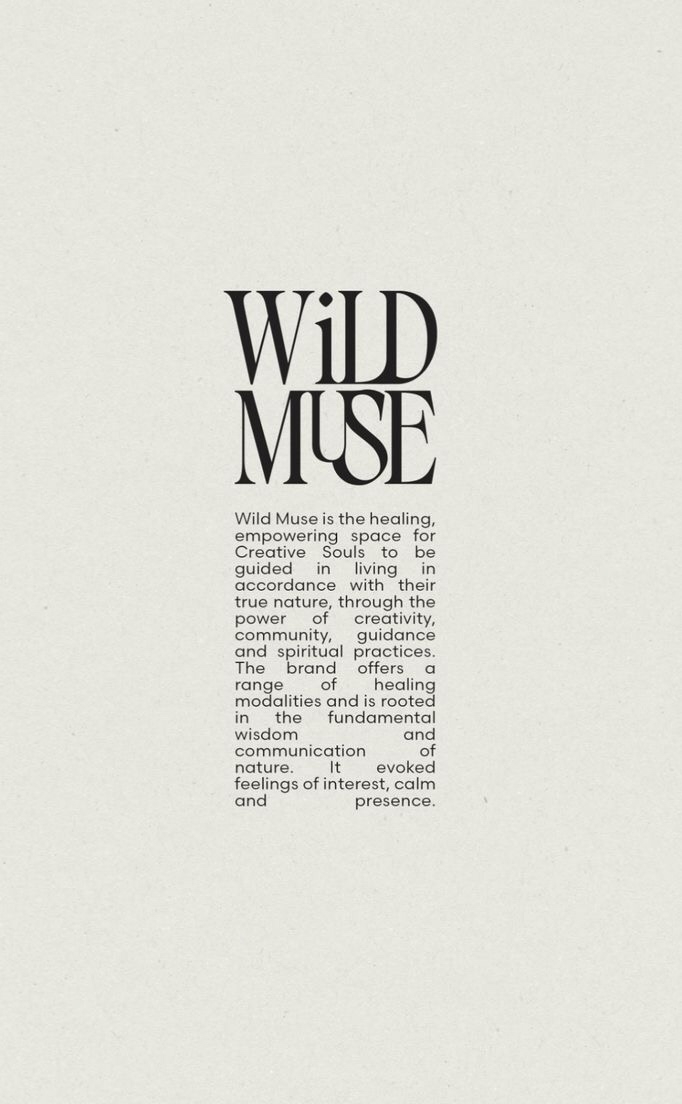 WiLD
MUSE
Wild Muse is the healing,
empowering space for
Creative Souls to be
guided in living in
accordance with their
true nature, through the
power of creativity,
community, guidance
and spiritual practices.
The brand offers a
range of healing
modalities and is rooted
in the fundamental
wisdom and
communication of
nature. It evoked
feelings of interest, calm
and presence.